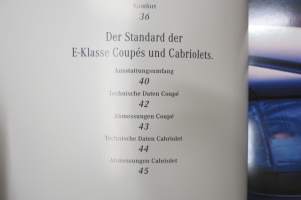 Komfort
36
Der Standard der
E-Klasse Coupés und Cabriolets.
Ausstattungsumfang
40
Technische Daten Coupé
42
Abmessungen Coupé
43
Technische Daten Cabriolet
44
Abmessungen Cabriolet
45